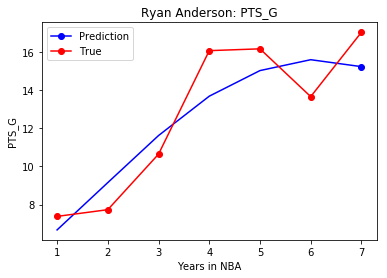 Ryan Anderson: PTS_G
Prediction
True
PTS_G
16
14
12
10
8
1 2 3 4 5 6 7
Years in NBA